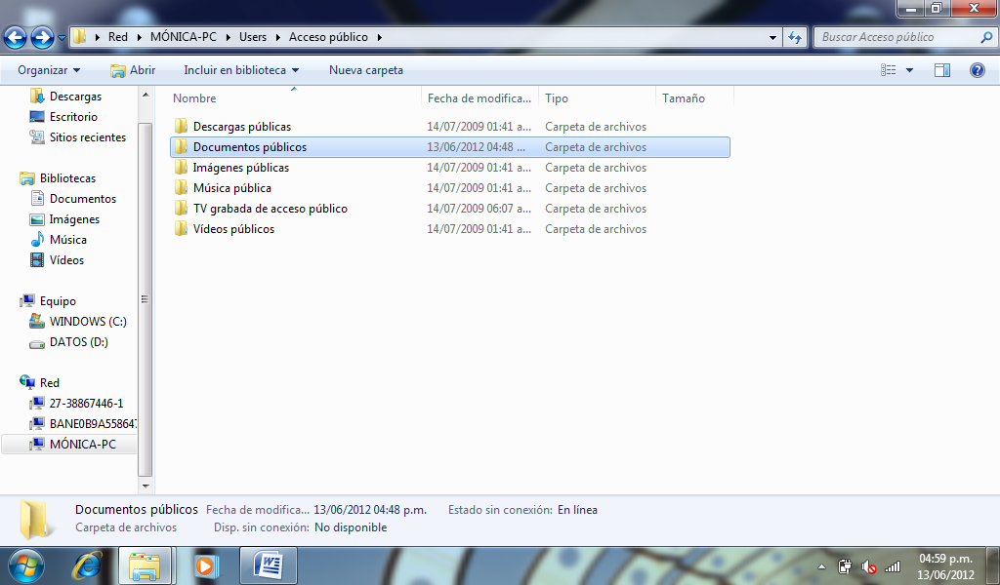 Red MÓNICA-PC Users Acceso público
Buscar Acceso público
Organizar Abrir Incluir en biblioteca Nueva carpeta
Descargas
Escritorio
Sitios recientes
Bibliotecas
Documentos
Imágenes
Música
Vídeos
Equipo
WINDOWS (C:)
DATOS (D:)
Red
27-38867446-1
BANE0B9A55864
MÓNICA-PC
Nombre Fecha de modifica... Tipo Tamaño
Descargas públicas 14/07/2009 01:41 a... Carpeta de archivos
Documentos públicos 13/06/2012 04:48 ... Carpeta de archivos
Imágenes públicas 14/07/2009 01:41 a... Carpeta de archivos
Música pública 14/07/2009 01:41 a... Carpeta de archivos
TV grabada de acceso público 14/07/2009 06:07 a... Carpeta de archivos
Vídeos públicos 14/07/2009 01:41 a... Carpeta de archivos
Documentos públicos Fecha de modifica... 13/06/2012 04:48 p.m. Estado sin conexión: En línea
Carpeta de archivos Disp. sin conexión: No disponible
04:59 p.m.
13/06/2012